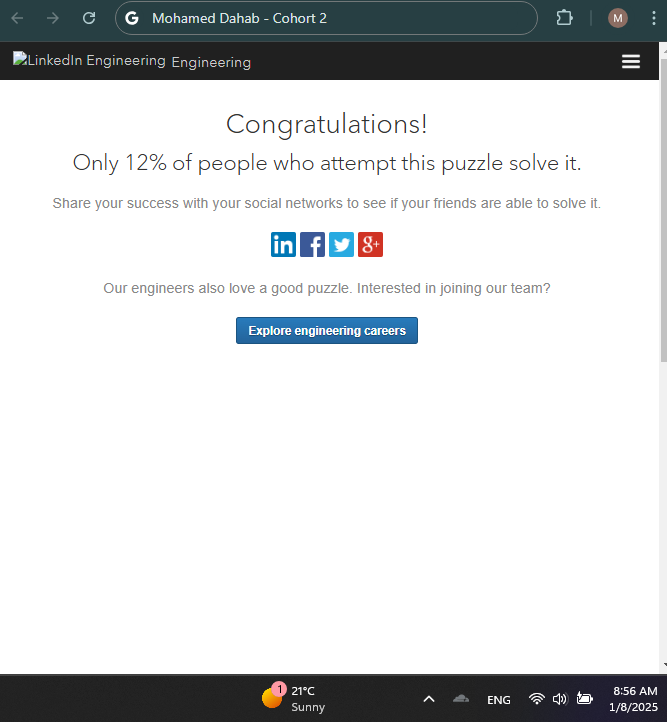 Mohamed Dahab - Cohort 2
M
LinkedIn Engineering Engineering
Congratulations!
Only 12% of people who attempt this puzzle solve it.
Share your success with your social networks to see if your friends are able to solve it.
in f g+
Our engineers also love a good puzzle. Interested in joining our team?
Explore engineering careers
1
21°C
Sunny
ENG
8:56 AM
1/8/2025